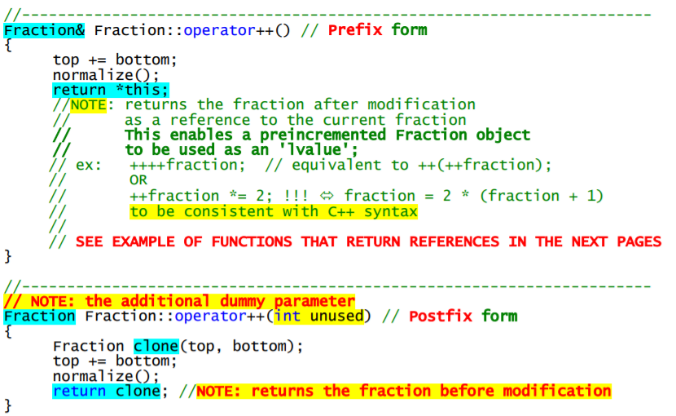 //----------------------------------------------------------------------
Fraction& Fraction::operator++() // Prefix form
{
top += bottom;
normalize();
return *this;
//NOTE: returns the fraction after modification
// as a reference to the current fraction
// This enables a preincremented Fraction object
// to be used as an 'lvalue';
// ex: ++++fraction; // equivalent to ++(++fraction);
// OR
// ++fraction *= 2; !!! ⇔ fraction = 2 * (fraction + 1)
// to be consistent with C++ syntax
//
// SEE EXAMPLE OF FUNCTIONS THAT RETURN REFERENCES IN THE NEXT PAGES
}
//----------------------------------------------------------------------
// NOTE: the additional dummy parameter
Fraction Fraction::operator++(int unused) // Postfix form
{
Fraction clone(top, bottom);
top += bottom;
normalize();
return clone; //NOTE: returns the fraction before modification
}